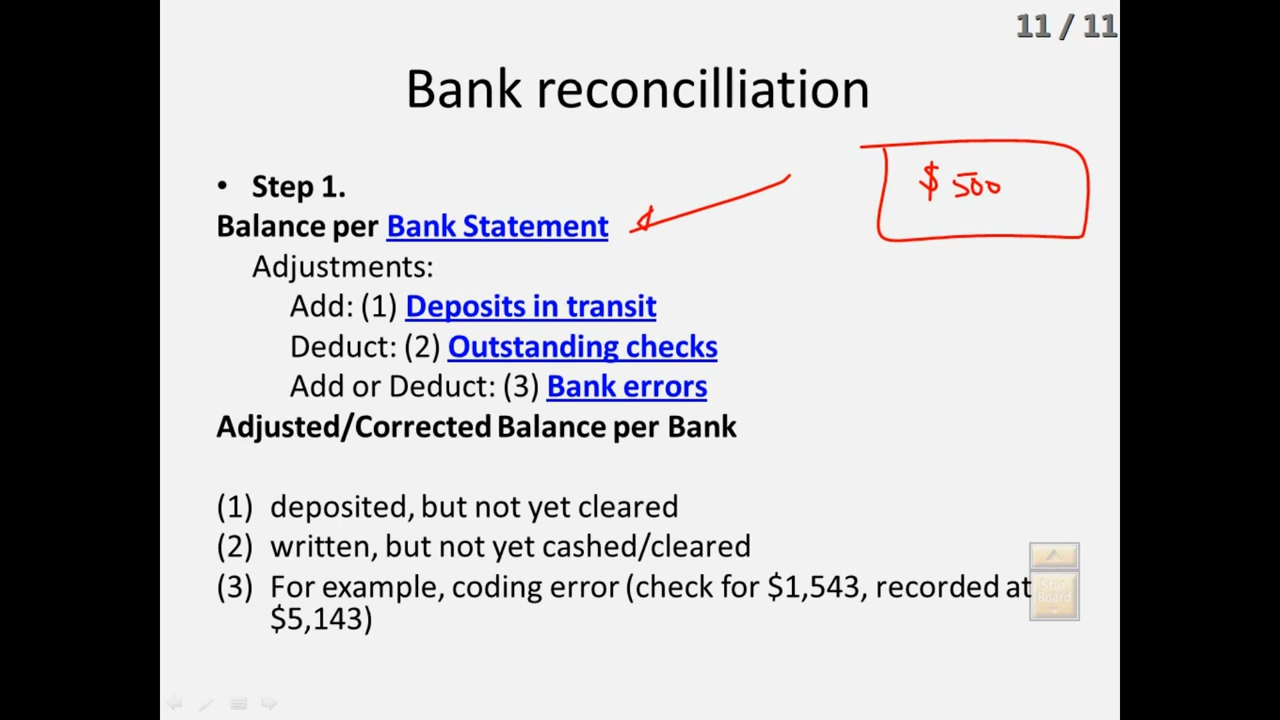 11 / 11
Bank reconcilliation
$ 500
• Step 1.
Balance per Bank Statement
Adjustments:
Add: (1) Deposits in transit
Deduct: (2) Outstanding checks
Add or Deduct: (3) Bank errors
Adjusted/Corrected Balance per Bank
(1) deposited, but not yet cleared
(2) written, but not yet cashed/cleared
(3) For example, coding error (check for $1,543, recorded at
$5,143)
Star
Board